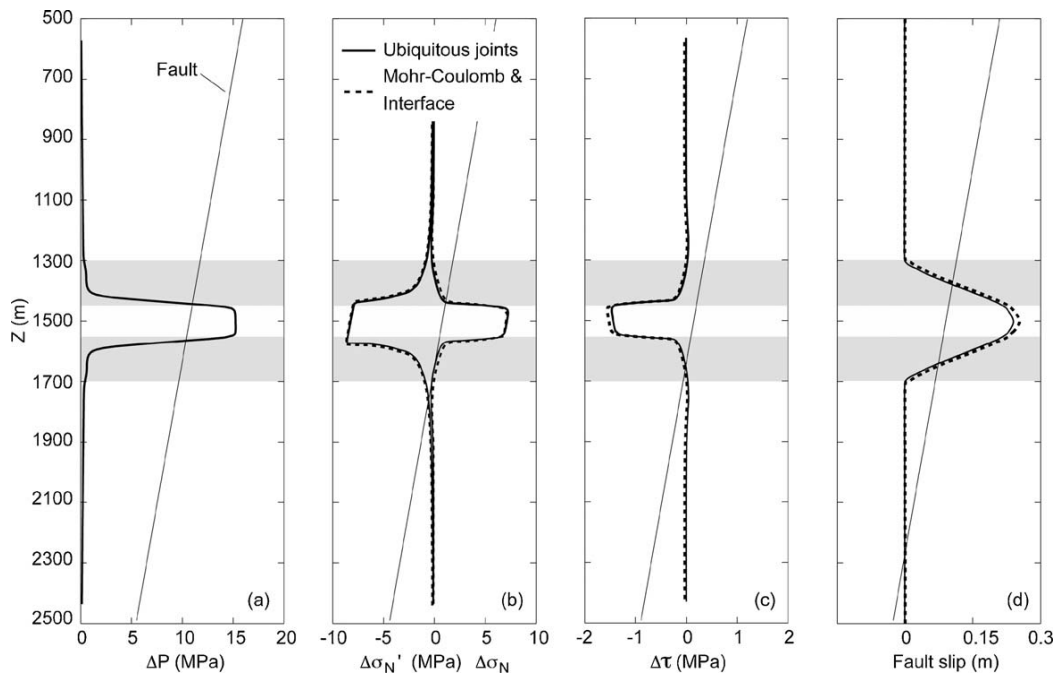 500
700
900
1100
1300
1500
1700
1900
2100
2300
2500
Z (m)
Fault
(a)
0 5 10 15 20
ΔP (MPa)
Ubiquitous joints
Mohr-Coulomb &
Interface
(b)
-10 -5 0 5 10
ΔσN' (MPa) ΔσN
(c)
-2 -1 0 1 2
Δτ (MPa)
(d)
0 0.15 0.3
Fault slip (m)